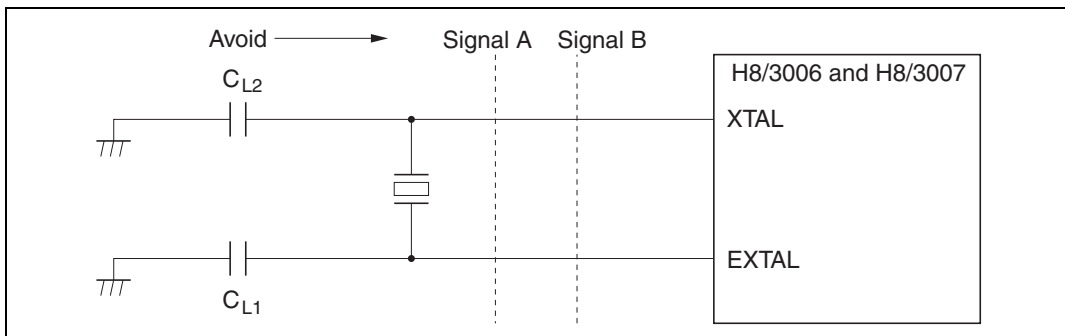 Avoid
Signal A
Signal B
CL2
H8/3006 and H8/3007
XTAL
EXTAL
CL1